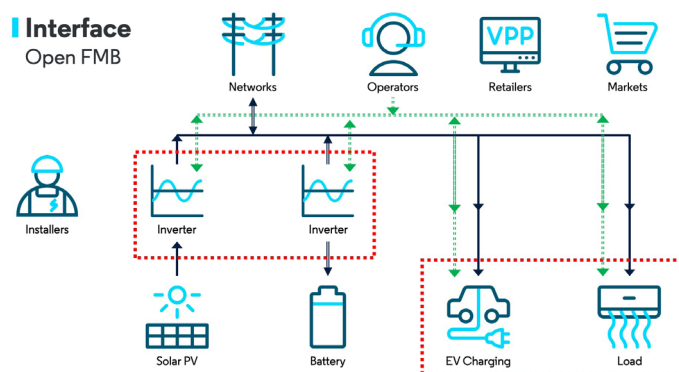 Interface
Open FMB
VPP
Networks
Operators
Retailers
Markets
Installers
Inverter
Inverter
Solar PV
Battery
EV Charging
Load